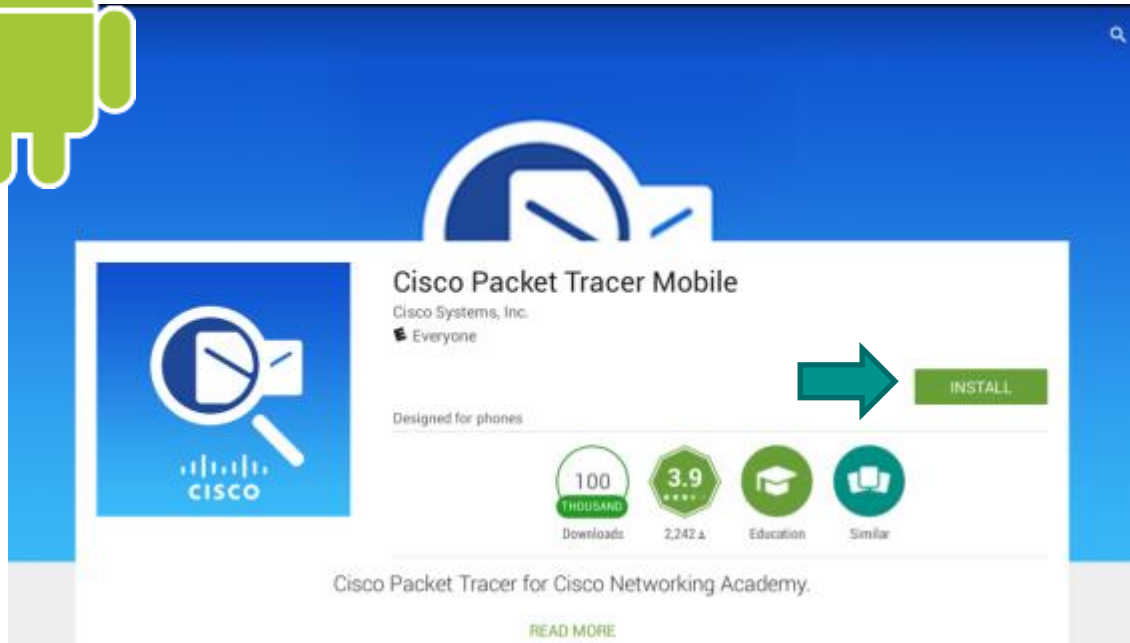 Cisco Packet Tracer Mobile
Cisco Systems, Inc.
E Everyone
INSTALL
Designed for phones
CISCO
100
THOUSAND
Downloads
3.9
2,242
Education
Similar
Cisco Packet Tracer for Cisco Networking Academy.
READ MORE